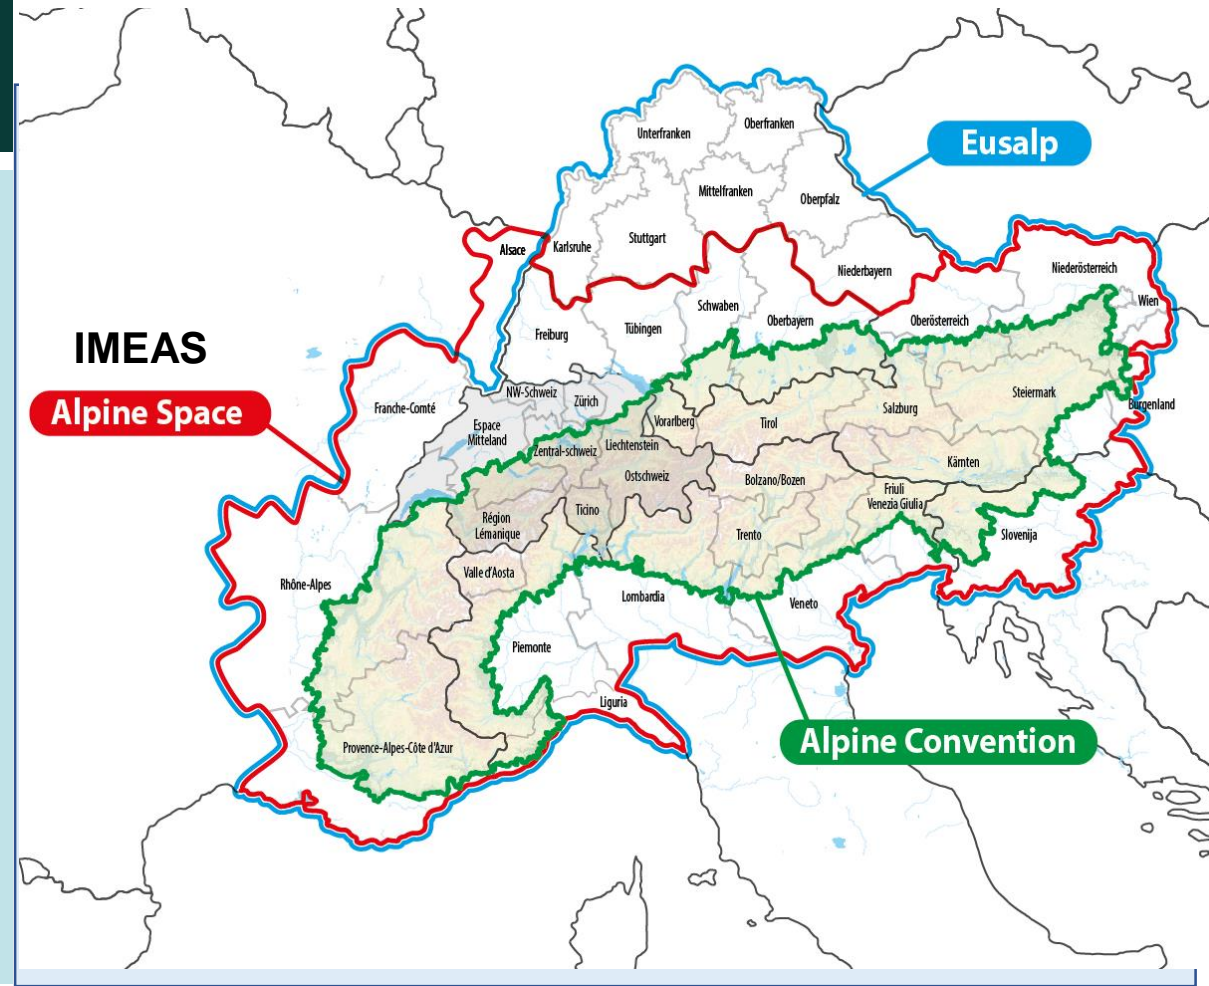 Unterfranken
Oberfranken
Eusalp
Mittelfranken
Oberpfalz
Alsace
Karlsruhe
Stuttgart
Niederbayern
Niederösterreich
Wien
Schwaben
Oberbayern
Oberösterreich
Freiburg
Tübingen
IMEAS
Alpine Space
Franche-Comté
NW-Schweiz
Zürich
Espace
Mitteland
Vorarlberg
Tirol
Salzburg
Steiermark
Burgenland
Zentral-schweiz
Liechtenstein
Ostschweiz
Bolzano/Bozen
Kärnten
Friuli
Venezia Giulia
Région
Lémanique
Ticino
Trento
Slovenija
Rhône-Alpes
Valle d'Aosta
Lombardia
Veneto
Piemonte
Liguria
Provence-Alpes-Côte d'Azur
Alpine Convention